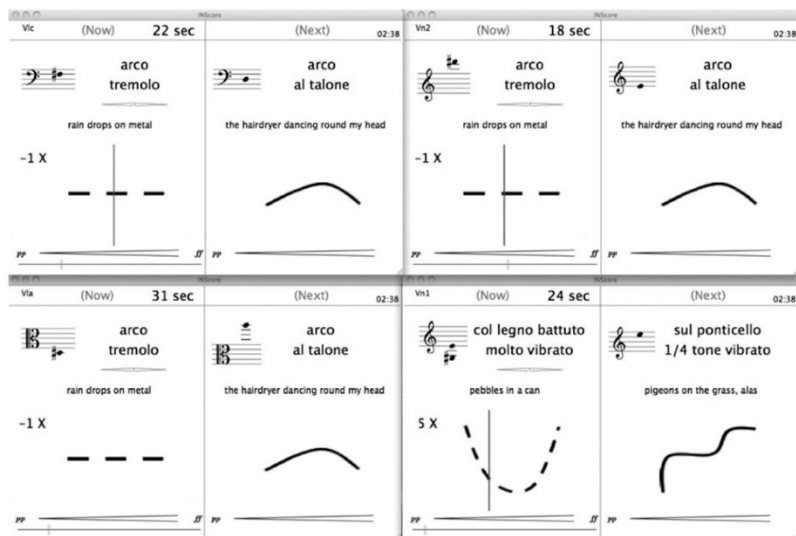 INScore
Vlc (Now) 22 sec (Next) 02:38
arco
tremolo
arco
al talone
rain drops on metal
the hairdryer dancing round my head
-1 X
pp ff pp
INScore
Vn2 (Now) 18 sec (Next) 02:38
arco
tremolo
arco
al talone
rain drops on metal
the hairdryer dancing round my head
-1 X
pp ff pp
INScore
Vla (Now) 31 sec (Next) 02:38
arco
tremolo
arco
al talone
rain drops on metal
the hairdryer dancing round my head
-1 X
pp ff pp
INScore
Vn1 (Now) 24 sec (Next) 02:38
col legno battuto
molto vibrato
sul ponticello
1/4 tone vibrato
pebbles in a can
pigeons on the grass, alas
5 X
pp ff pp